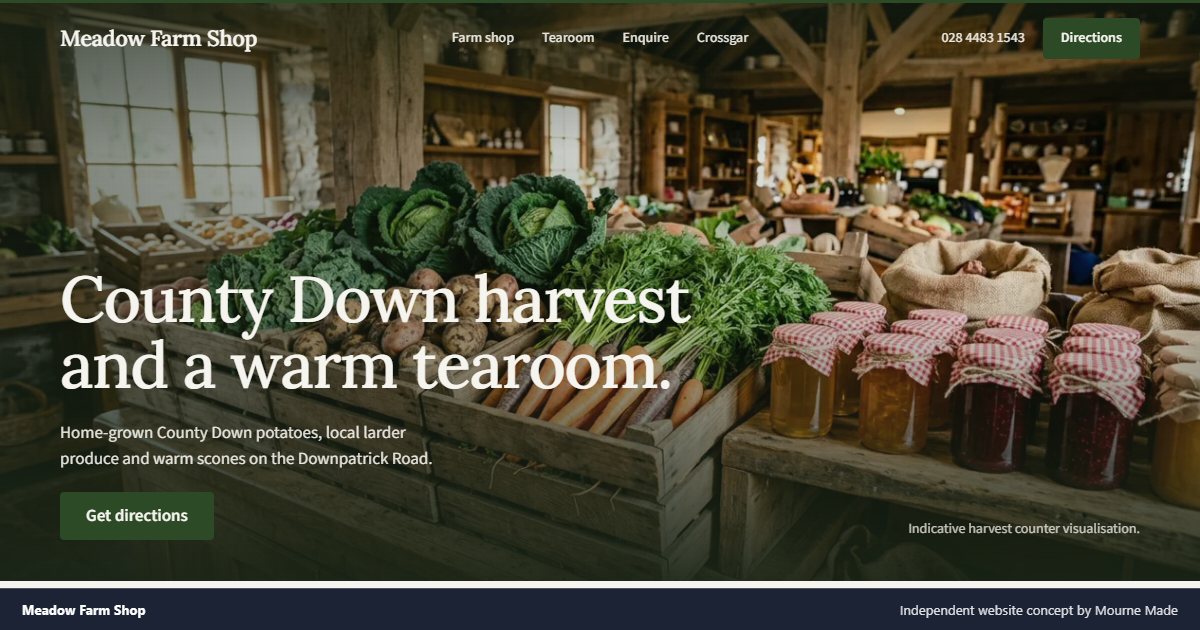 Meadow Farm Shop
Farm shop
Tearoom
Enquire
Crossgar
028 4483 1543
Directions
County Down harvest
and a warm tearoom.
Home-grown County Down potatoes, local larder
produce and warm scones on the Downpatrick Road.
Get directions
Indicative harvest counter visualisation.
Meadow Farm Shop
Independent website concept by Mourne Made